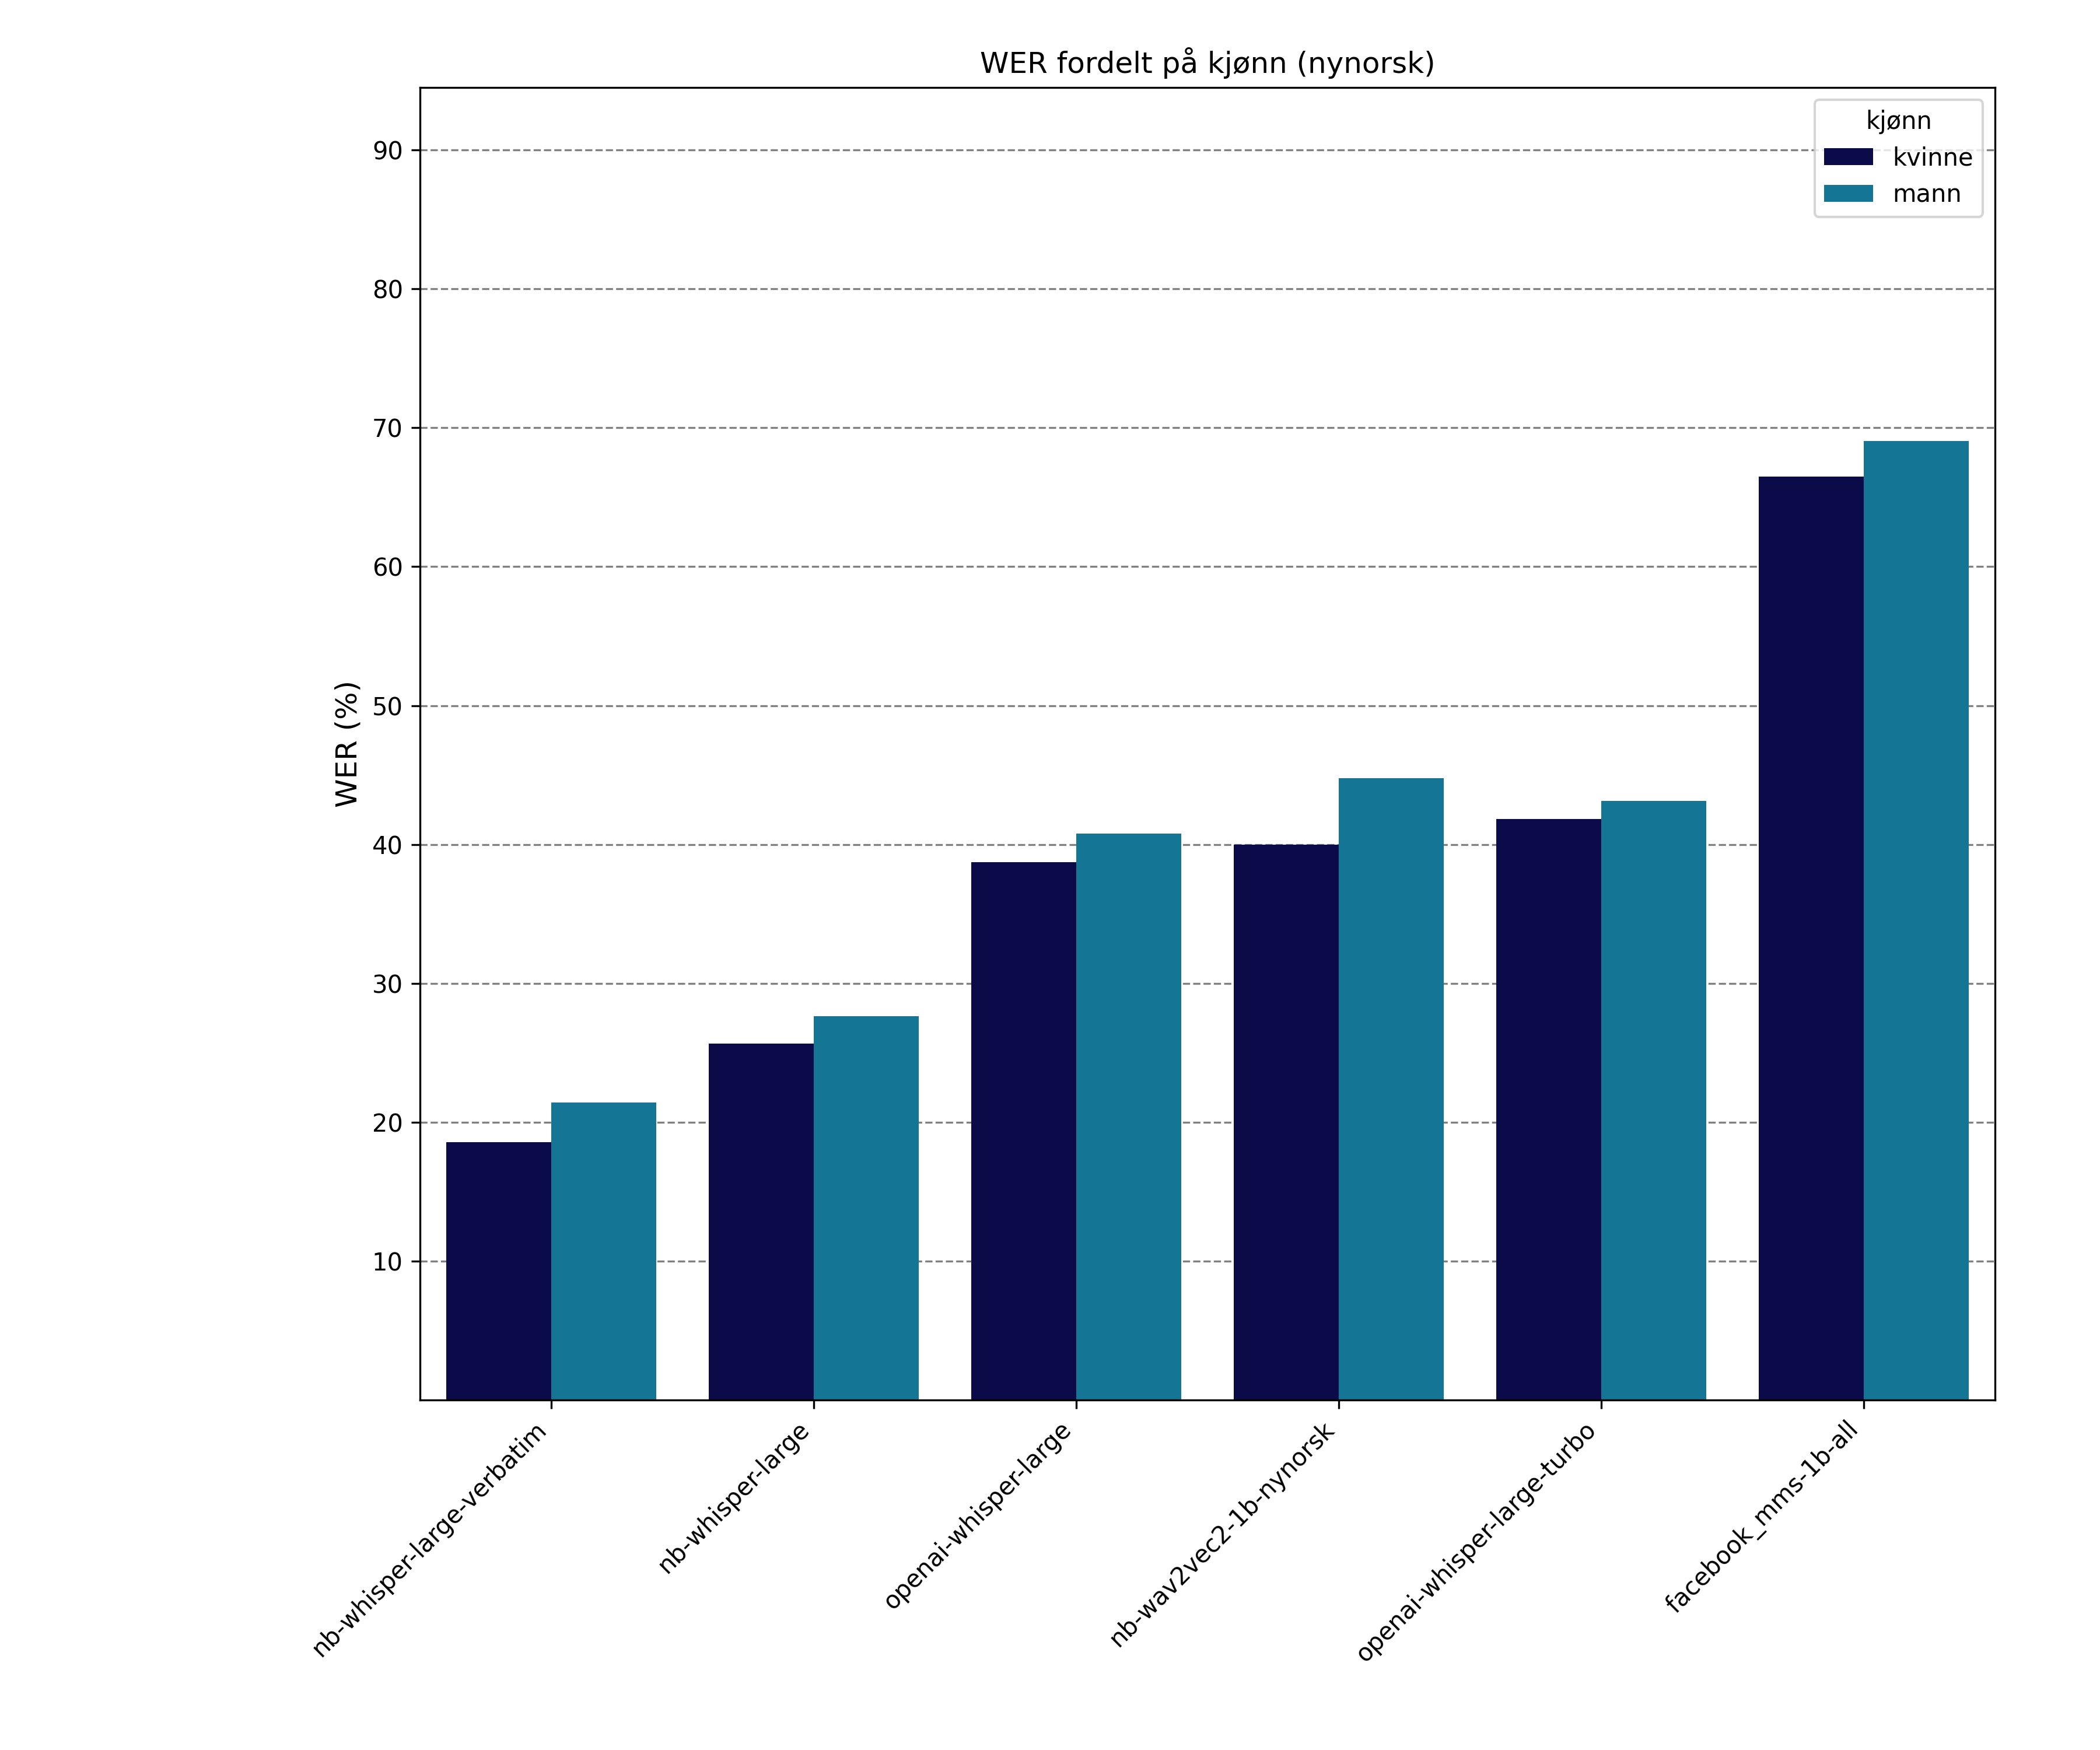 WER fordelt på kjønn (nynorsk)
kjønn
kvinne
mann
WER (%)
90
80
70
60
50
40
30
20
10
nb-whisper-large-verbatim
nb-whisper-large
openai-whisper-large
nb-wav2vec2-1b-nynorsk
openai-whisper-large-turbo
facebook_mms-1b-all